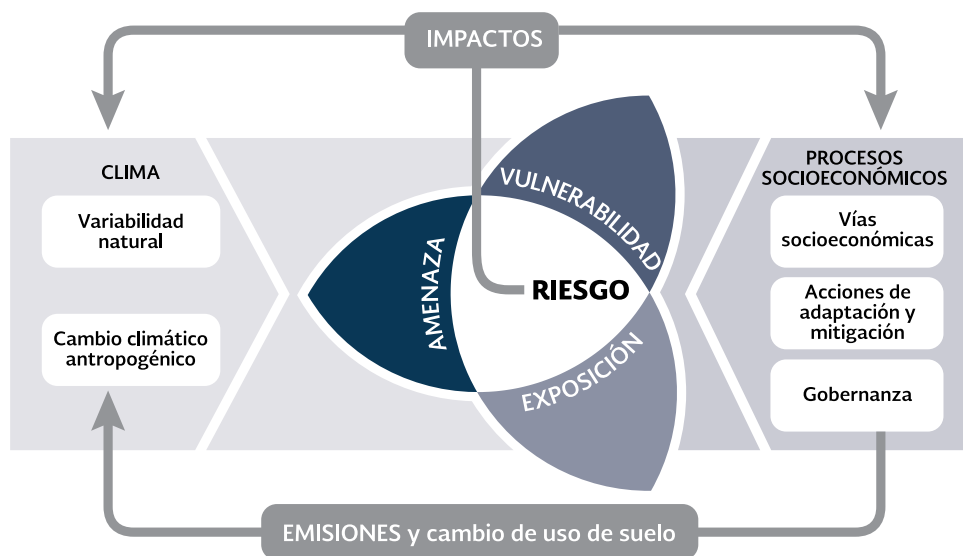 IMPACTOS
CLIMA
Variabilidad
natural
Cambio climático
antropogénico
AMENAZA
VULNERABILIDAD
RIESGO
EXPOSICIÓN
PROCESOS
SOCIOECONÓMICOS
Vías
socioeconómicas
Acciones de
adaptación y
mitigación
Gobernanza
EMISIONES y cambio de uso de suelo